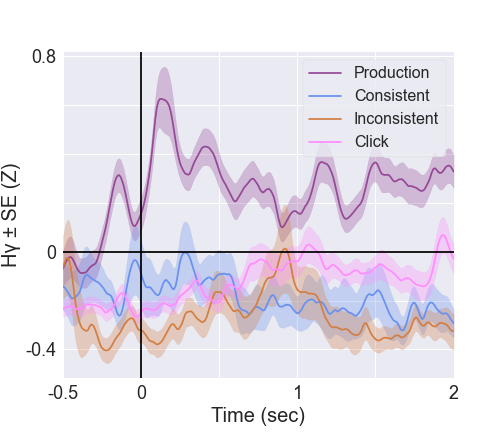 0.8
0
-0.4
Hγ ± SE (Z)
Production
Consistent
Inconsistent
Click
-0.5 0 1 2
Time (sec)